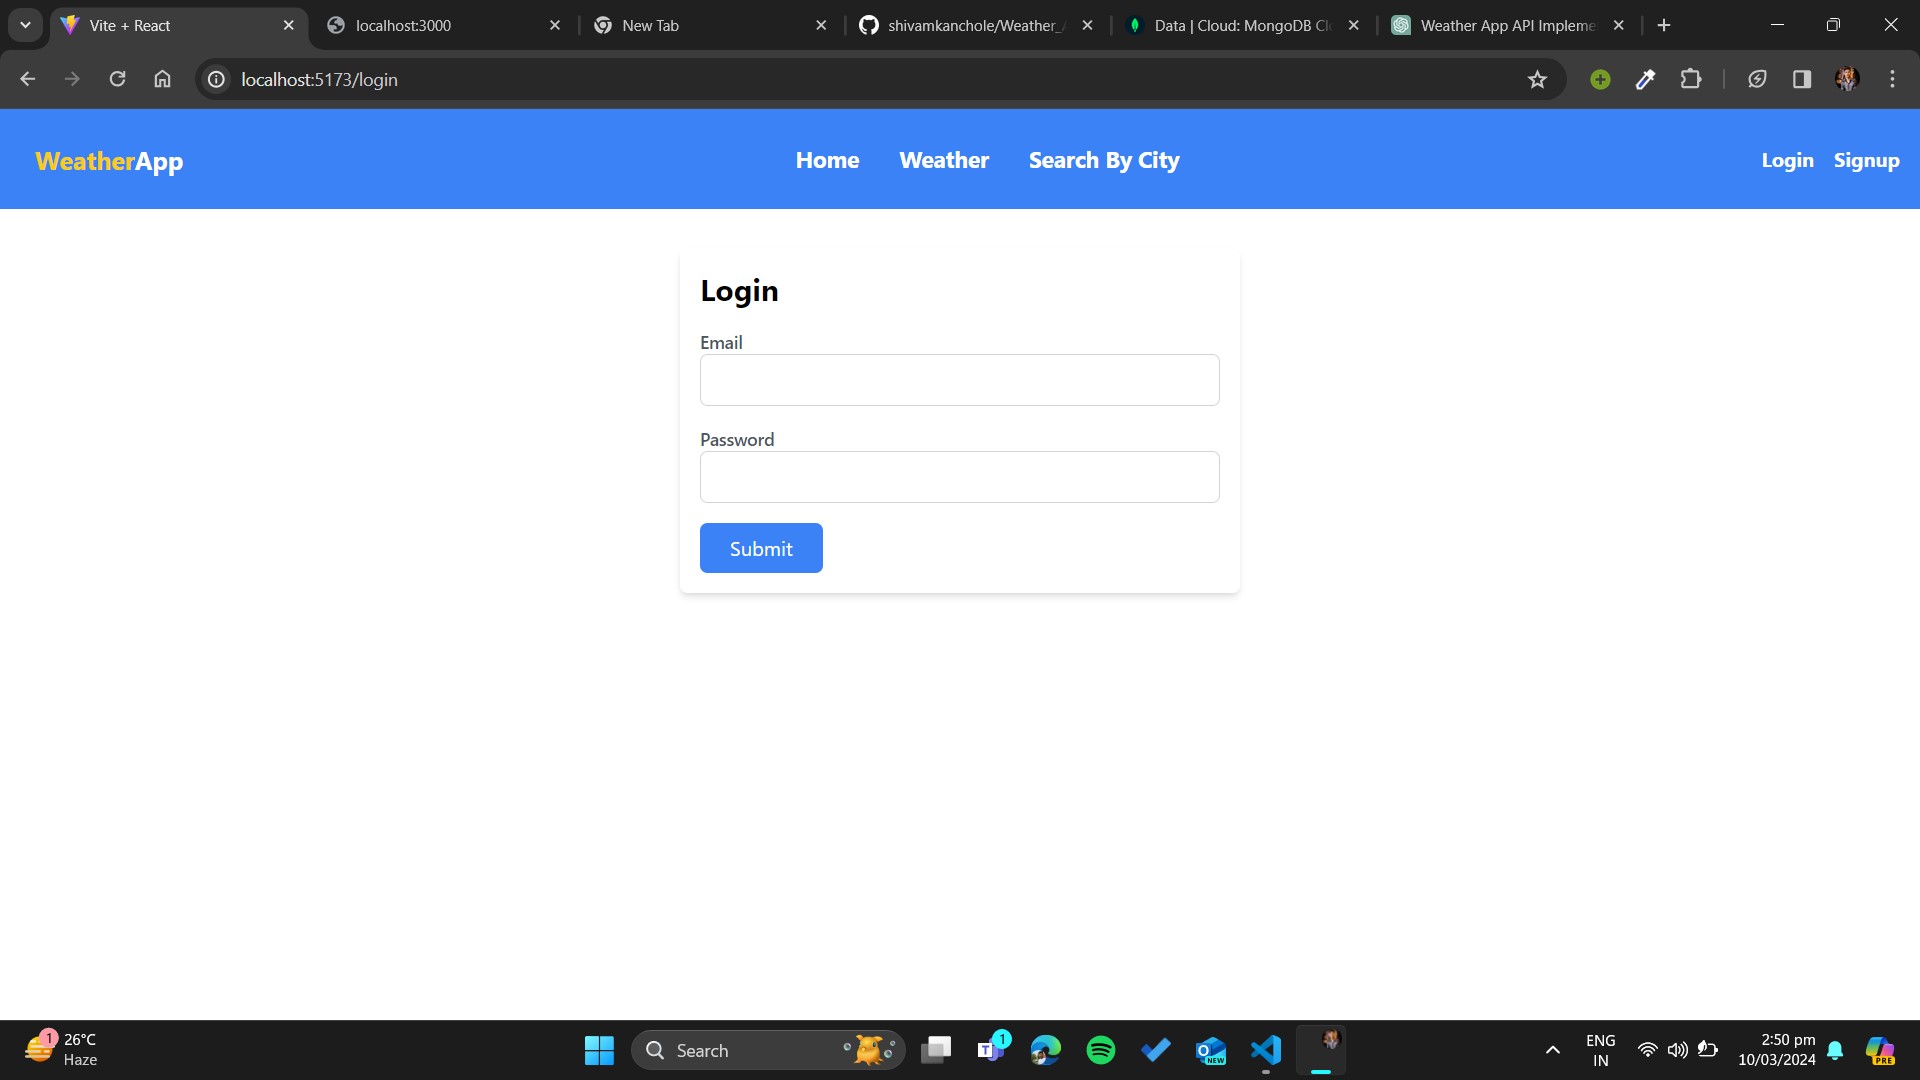 Vite + React
localhost:3000
New Tab
shivamkanchole/Weather_
Data | Cloud: MongoDB Cl
Weather App API Impleme
localhost:5173/login
WeatherApp
Home
Weather
Search By City
Login
Signup
Login
Email
Password
Submit
1
26°C
Haze
Search
T
1
O
NEW
ENG
IN
2:50 pm
10/03/2024
PRE